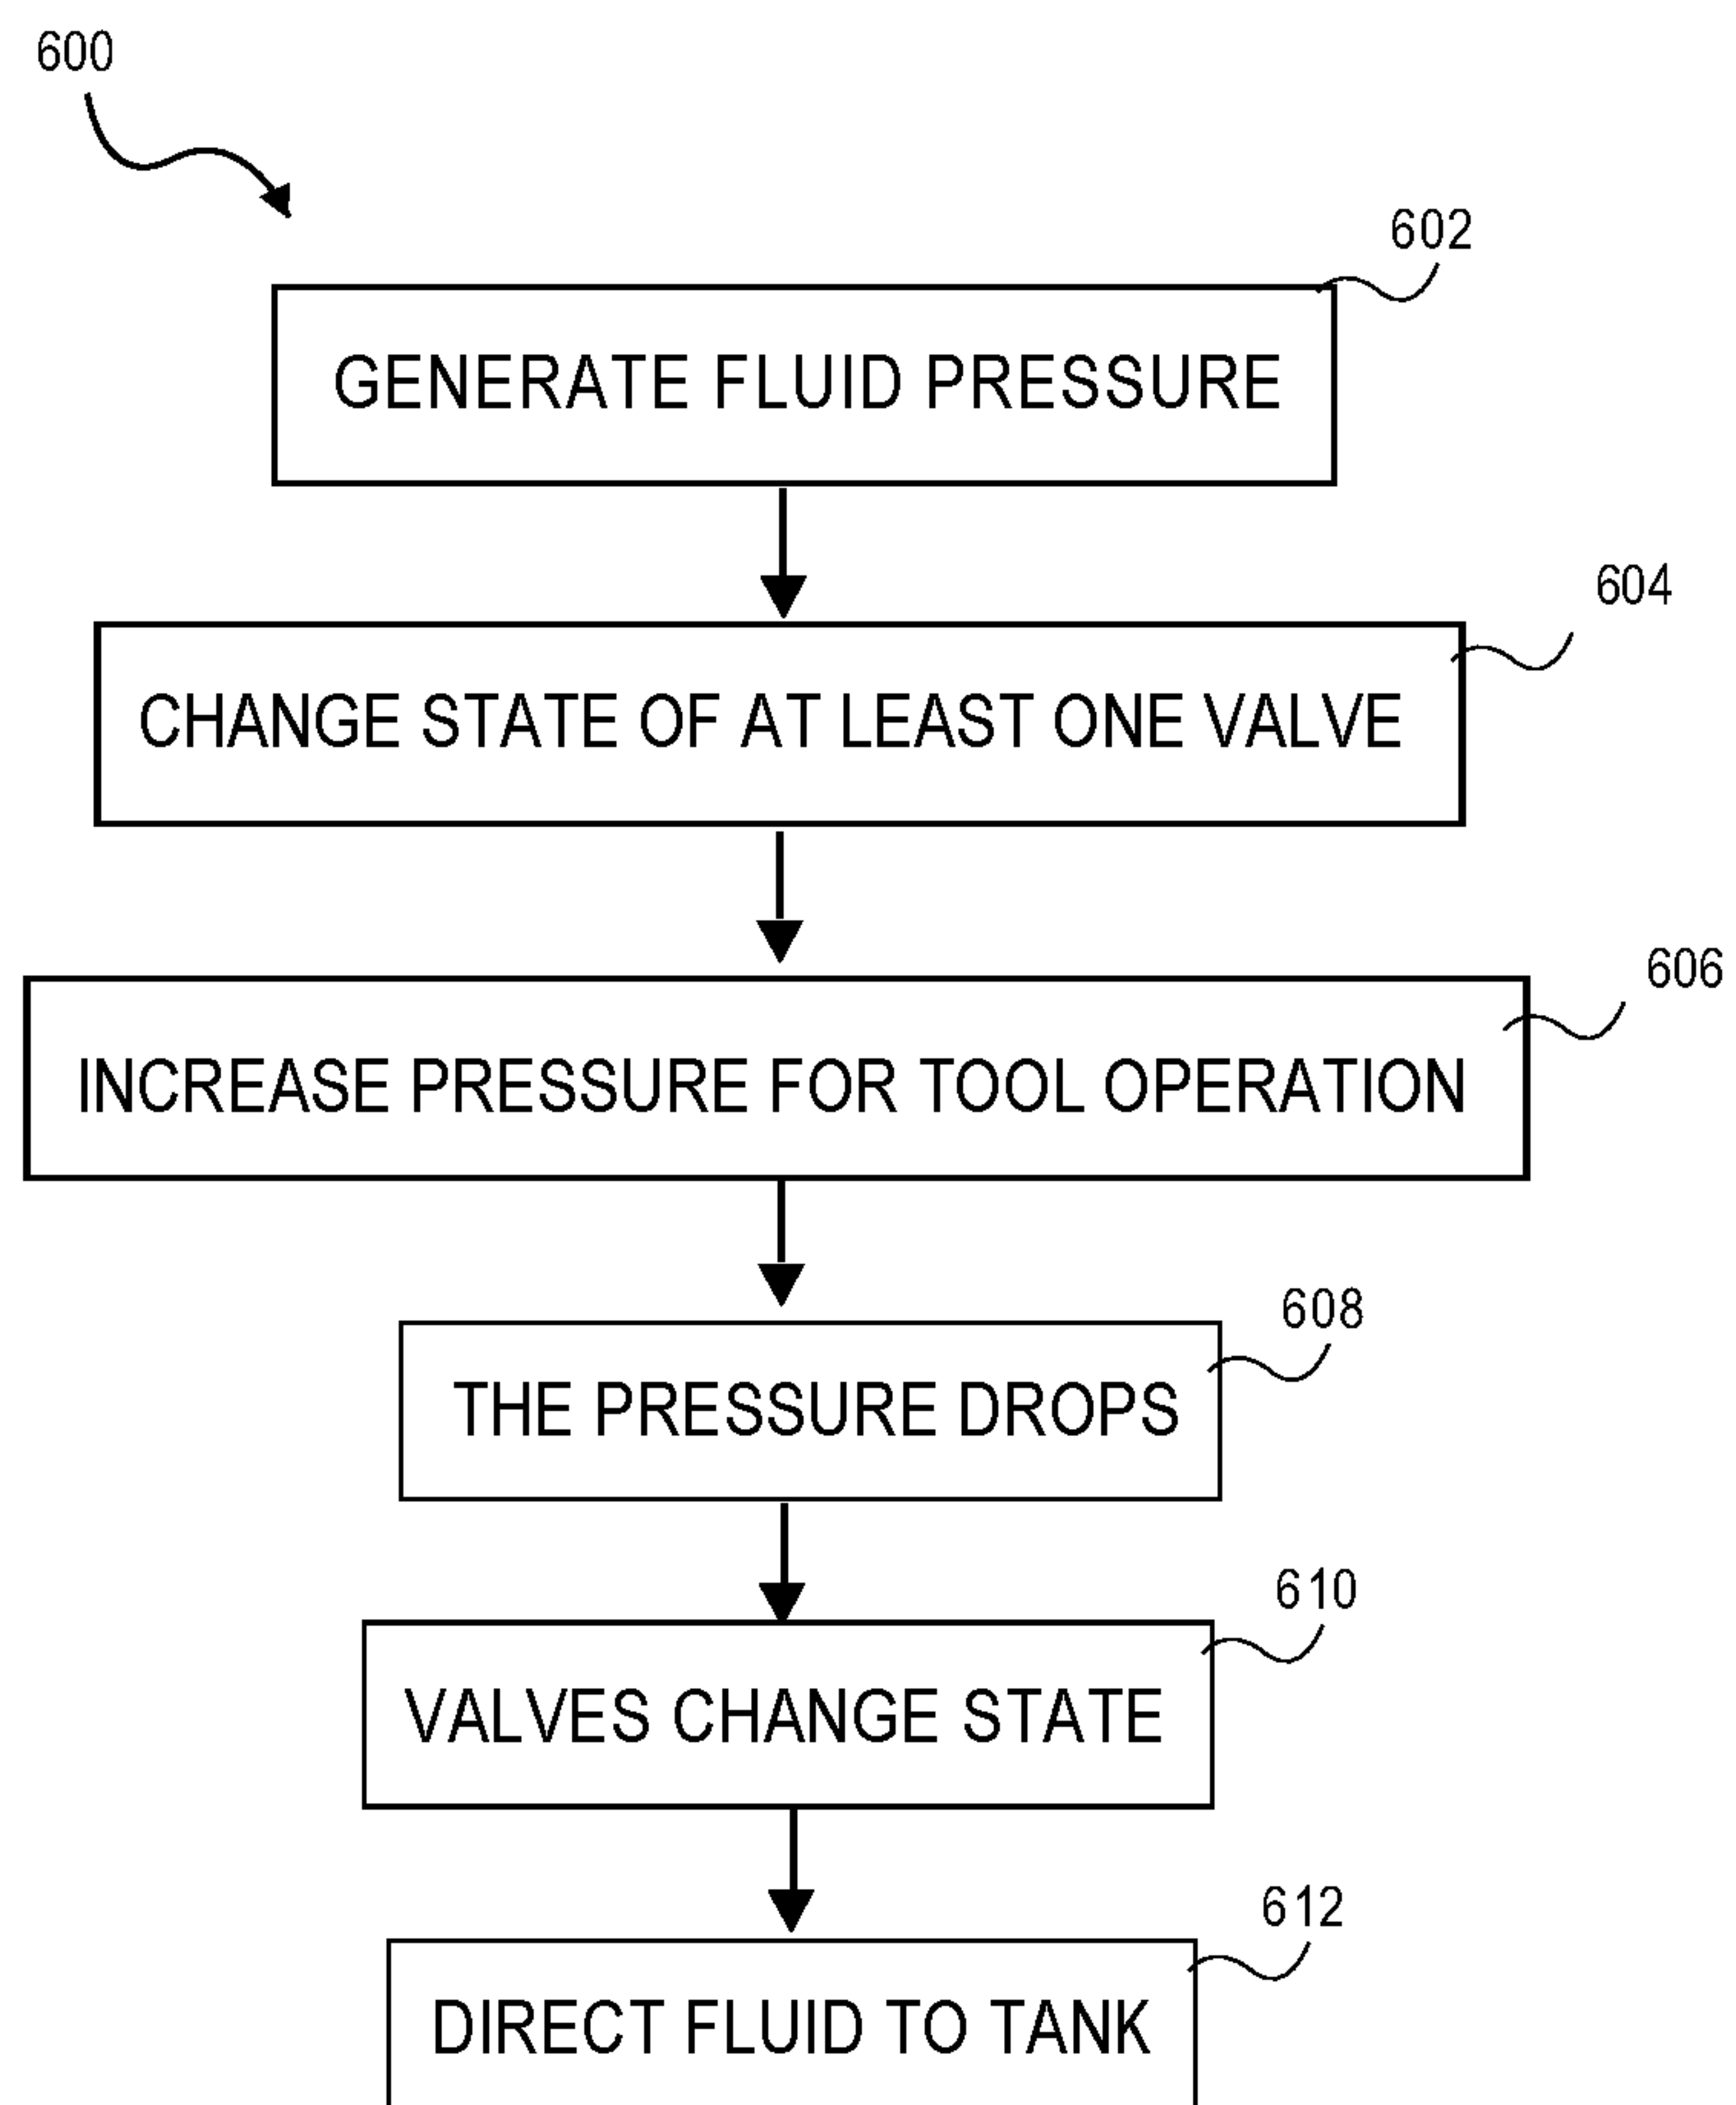 600
602
GENERATE FLUID PRESSURE
604
CHANGE STATE OF AT LEAST ONE VALVE
606
INCREASE PRESSURE FOR TOOL OPERATION
608
THE PRESSURE DROPS
610
VALVES CHANGE STATE
612
DIRECT FLUID TO TANK